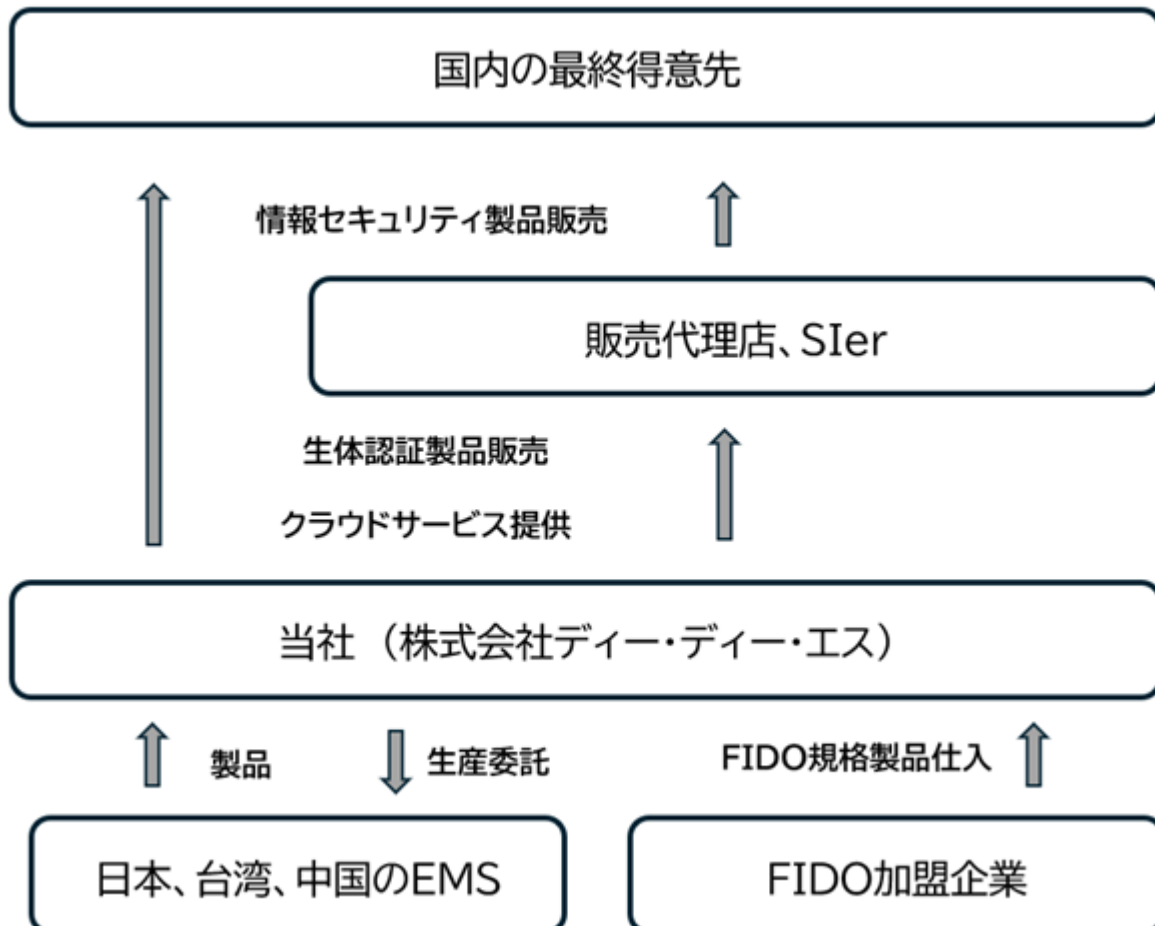 国内の最終得意先
情報セキュリティ製品販売
販売代理店、SIer
生体認証製品販売
クラウドサービス提供
当社（株式会社ディー・ディー・エス）
製品
生産委託
FIDO規格製品仕入
日本、台湾、中国のEMS
FIDO加盟企業